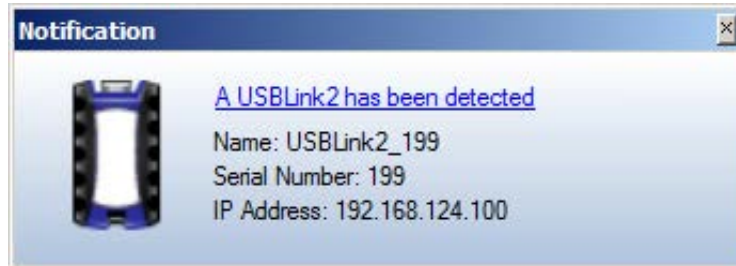 Notification
A USBLink2 has been detected
Name: USBLink2_199
Serial Number: 199
IP Address: 192.168.124.100